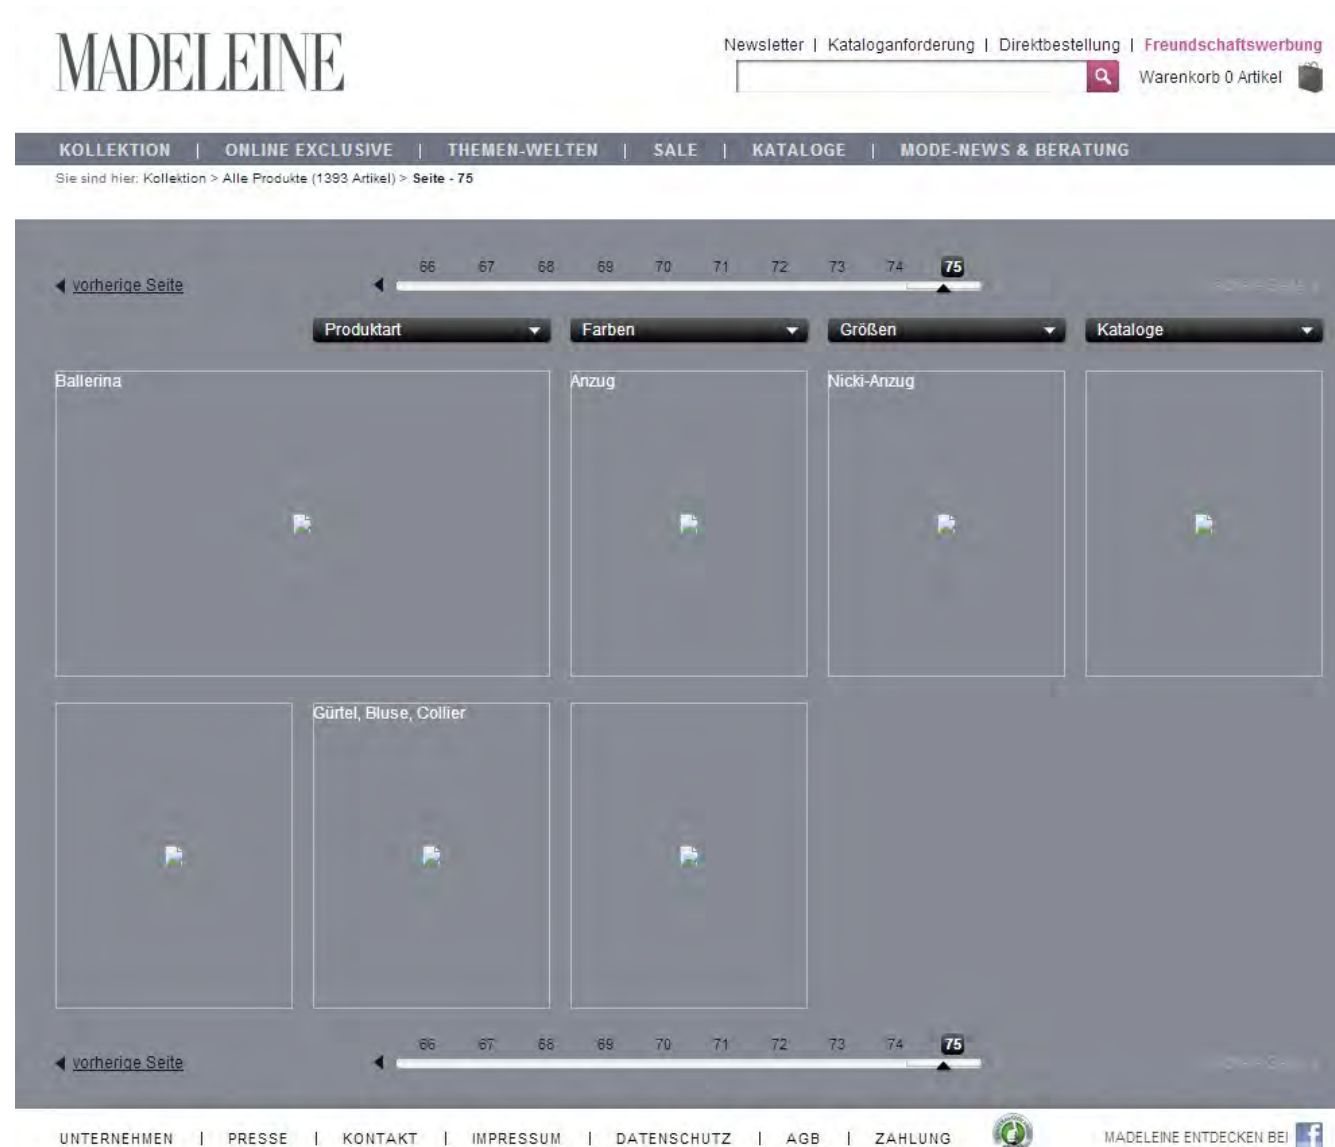 MADELEINE
Newsletter | Kataloganforderung | Direktbestellung | Freundschaftswerbung
Warenkorb 0 Artikel
KOLLEKTION | ONLINE EXCLUSIVE | THEMEN-WELTEN | SALE | KATALOGE | MODE-NEWS & BERATUNG
Sie sind hier: Kollektion > Alle Produkte (1393 Artikel) > Seite - 75
66 67 68 69 70 71 72 73 74 75
vorherige Seite
Produktart Farben Größen Kataloge
Ballerina Anzug Nicki-Anzug
Gürtel, Bluse, Collier
66 67 68 69 70 71 72 73 74 75
vorherige Seite
UNTERNEHMEN | PRESSE | KONTAKT | IMPRESSUM | DATENSCHUTZ | AGB | ZAHLUNG MADELEINE ENTDECKEN BEI